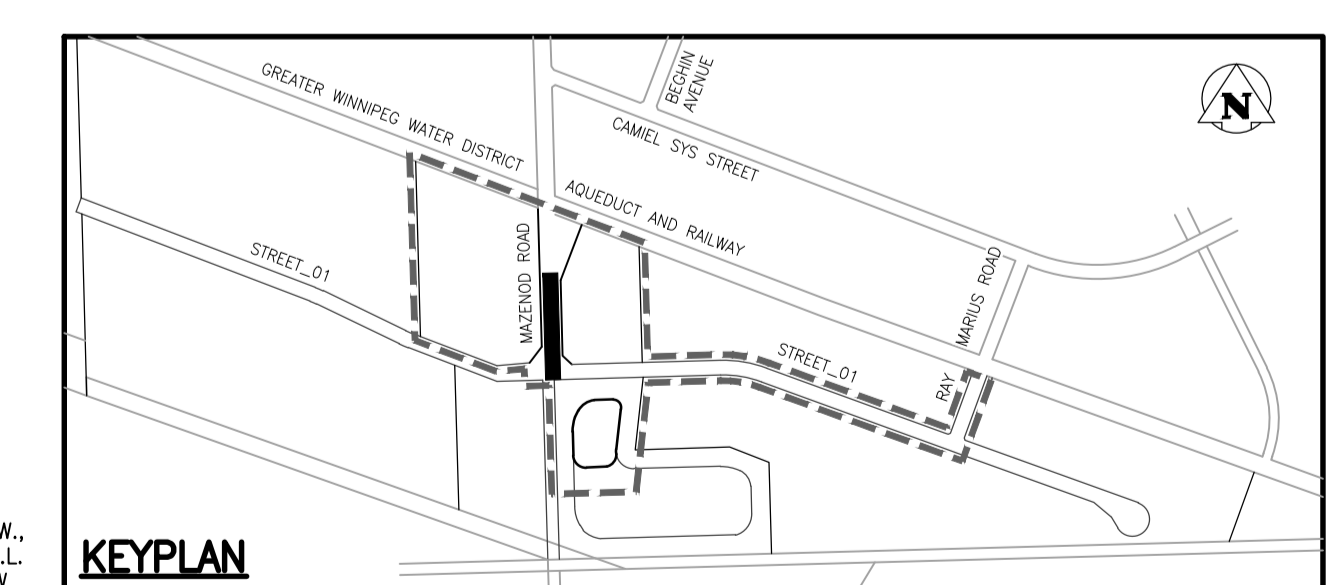 BEGHIN
AVENUE
GREATER WINNIPEG WATER DISTRICT
CAMIEL SYS STREET
N
AQUEDUCT AND RAILWAY
STREET_01
MAZENOD ROAD
MARIUS ROAD
STREET_01
RAY
W.,
.L.
KEYPLAN